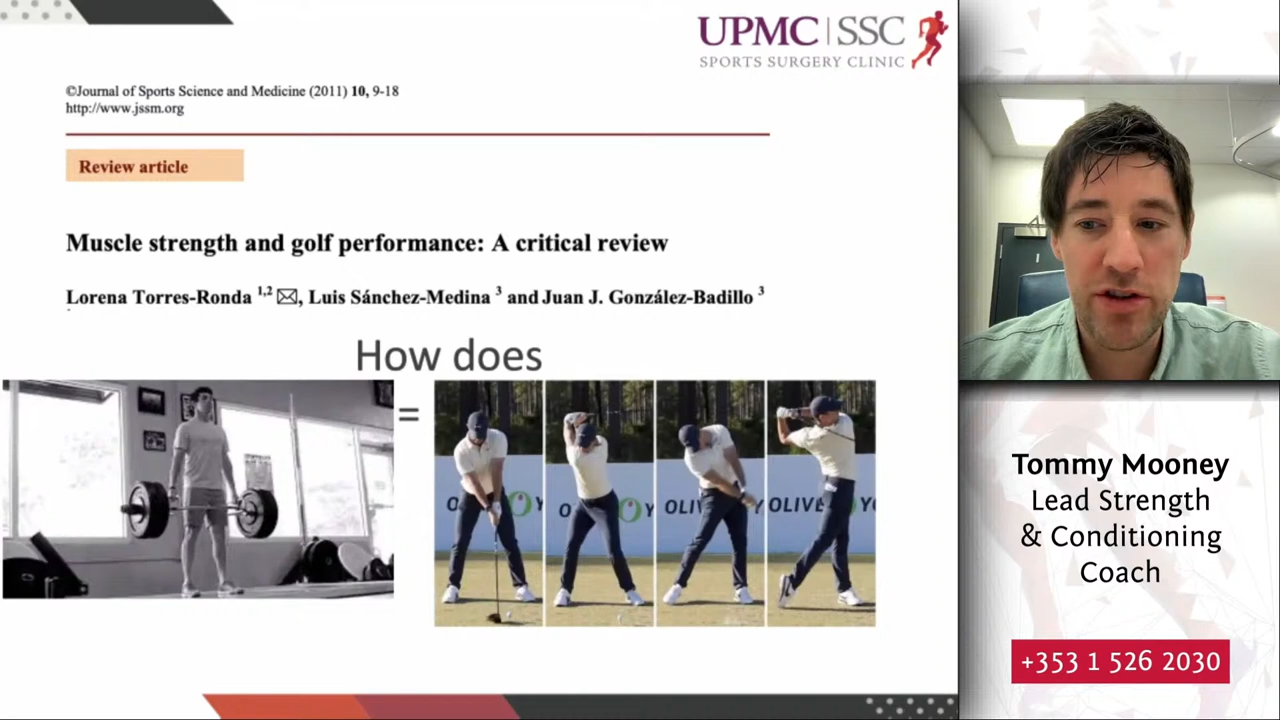 UPMC | SSC
SPORTS SURGERY CLINIC
©Journal of Sports Science and Medicine (2011) 10, 9-18
http://www.jssm.org
Review article
Muscle strength and golf performance: A critical review
Lorena Torres-Ronda 1,2 ✉, Luis Sánchez-Medina 3 and Juan J. González-Badillo 3
How does
=
OLIVE Y
Tommy Mooney
Lead Strength
& Conditioning
Coach
+353 1 526 2030